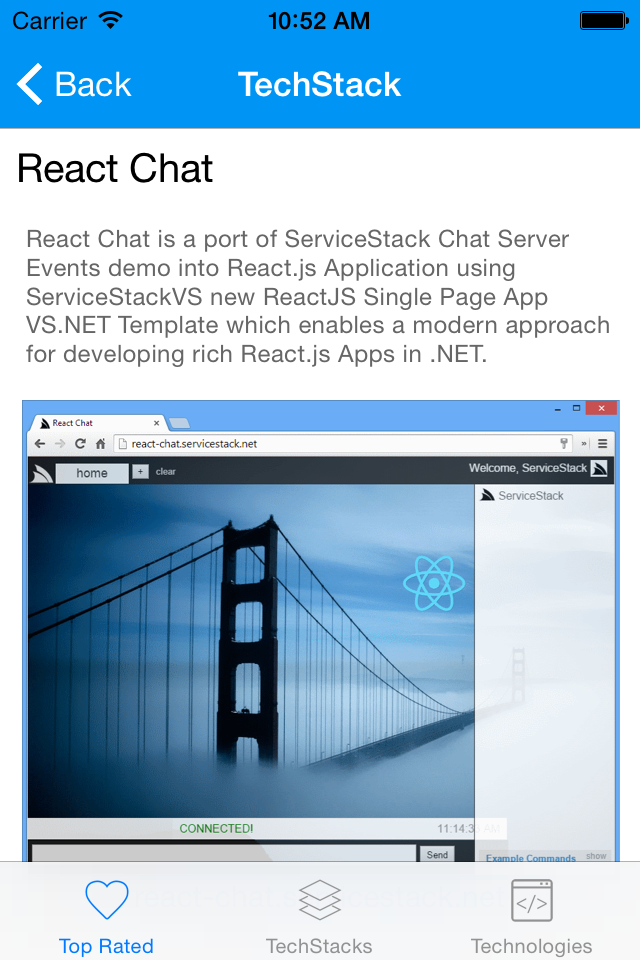 Carrier 10:52 AM
Back TechStack
React Chat
React Chat is a port of ServiceStack Chat Server
Events demo into React.js Application using
ServiceStackVS new ReactJS Single Page App
VS.NET Template which enables a modern approach
for developing rich React.js Apps in .NET.
React Chat
react-chat.servicestack.net
home + clear Welcome, ServiceStack
ServiceStack
CONNECTED! 11:14:33 AM
Send Example Commands show
Top Rated TechStacks Technologies